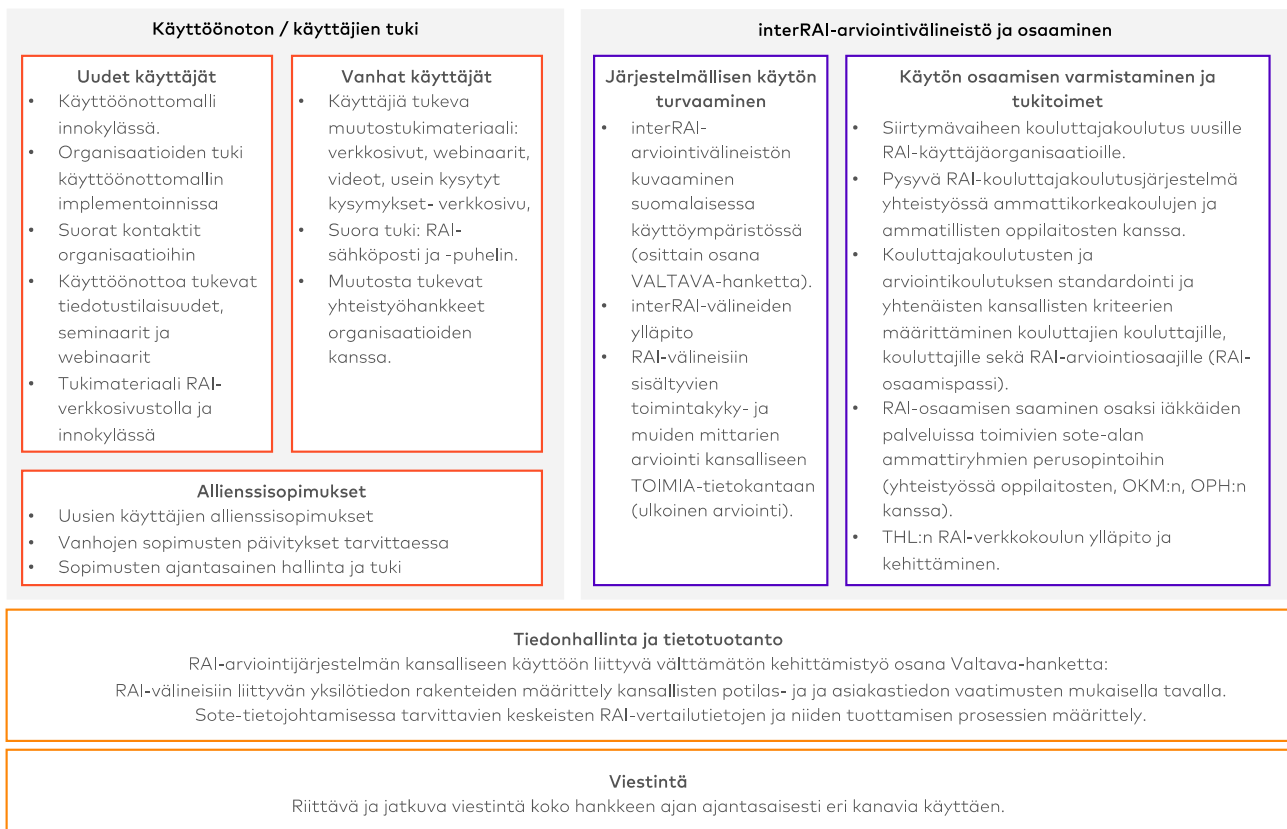 Käyttöönoton / käyttäjien tuki
Uudet käyttäjät
• Käyttöönottomalli
innokylässä.
• Organisaatioiden tuki
käyttöönottomallin
implementoinnissa
• Suorat kontaktit
organisaatioihin
• Käyttöönottoa tukevat
tiedotustilaisuudet,
seminaarit ja
webinaarit
• Tukimateriaali RAI-
verkkosivustolla ja
innokylässä
Vanhat käyttäjät
• Käyttäjiä tukeva
muutostukimateriaali:
verkkosivut, webinaarit,
videot, usein kysytyt
kysymykset- verkkosivu,
• Suora tuki: RAI-
sähköposti ja -puhelin.
• Muutosta tukevat
yhteistyöhankkeet
organisaatioiden
kanssa.
Allienssisopimukset
• Uusien käyttäjien allienssisopimukset
• Vanhojen sopimusten päivitykset tarvittaessa
• Sopimusten ajantasainen hallinta ja tuki
interRAI-arviointivälineistö ja osaaminen
Järjestelmällisen käytön
turvaaminen
• interRAI-
arviointivälineistön
kuvaaminen
suomalaisessa
käyttöympäristössä
(osittain osana
VALTAVA-hanketta).
• interRAI-välineiden
ylläpito
• RAI-välineisiin
sisältyvien
toimintakyky- ja
muiden mittarien
arviointi kansalliseen
TOIMIA-tietokantaan
(ulkoinen arviointi).
Käytön osaamisen varmistaminen ja
tukitoimet
• Siirtymävaiheen kouluttajakoulutus uusille
RAI-käyttäjäorganisaatioille.
• Pysyvä RAI-kouluttajakoulutusjärjestelmä
yhteistyössä ammattikorkeakoulujen ja
ammatillisten oppilaitosten kanssa.
• Kouluttajakoulutusten ja
arviointikoulutuksen standardointi ja
yhtenäisten kansallisten kriteerien
määrittäminen kouluttajien kouluttajille,
kouluttajille sekä RAI-arviointiosaajille (RAI-
osaamispassi).
• RAI-osaamisen saaminen osaksi iäkkäiden
palveluissa toimivien sote-alan
ammattiryhmien perusopintoihin
(yhteistyössä oppilaitosten, OKM:n, OPH:n
kanssa).
• THL:n RAI-verkkokoulun ylläpito ja
kehittäminen.
Tiedonhallinta ja tietotuotanto
RAI-arviointijärjestelmän kansalliseen käyttöön liittyvä välttämätön kehittämistyö osana Valtava-hanketta:
RAI-välineisiin liittyvän yksilötiedon rakenteiden määrittely kansallisten potilas- ja ja asiakastiedon vaatimusten mukaisella tavalla.
Sote-tietojohtamisessa tarvittavien keskeisten RAI-vertailutietojen ja niiden tuottamisen prosessien määrittely.
Viestintä
Riittävä ja jatkuva viestintä koko hankkeen ajan ajantasaisesti eri kanavia käyttäen.